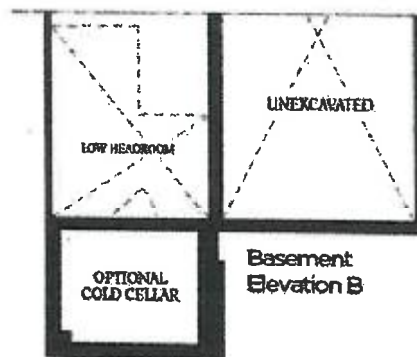 UNEXCAVATED
LOW HEADROOM
OPTIONAL
COLD CELLAR
Basement
Elevation B